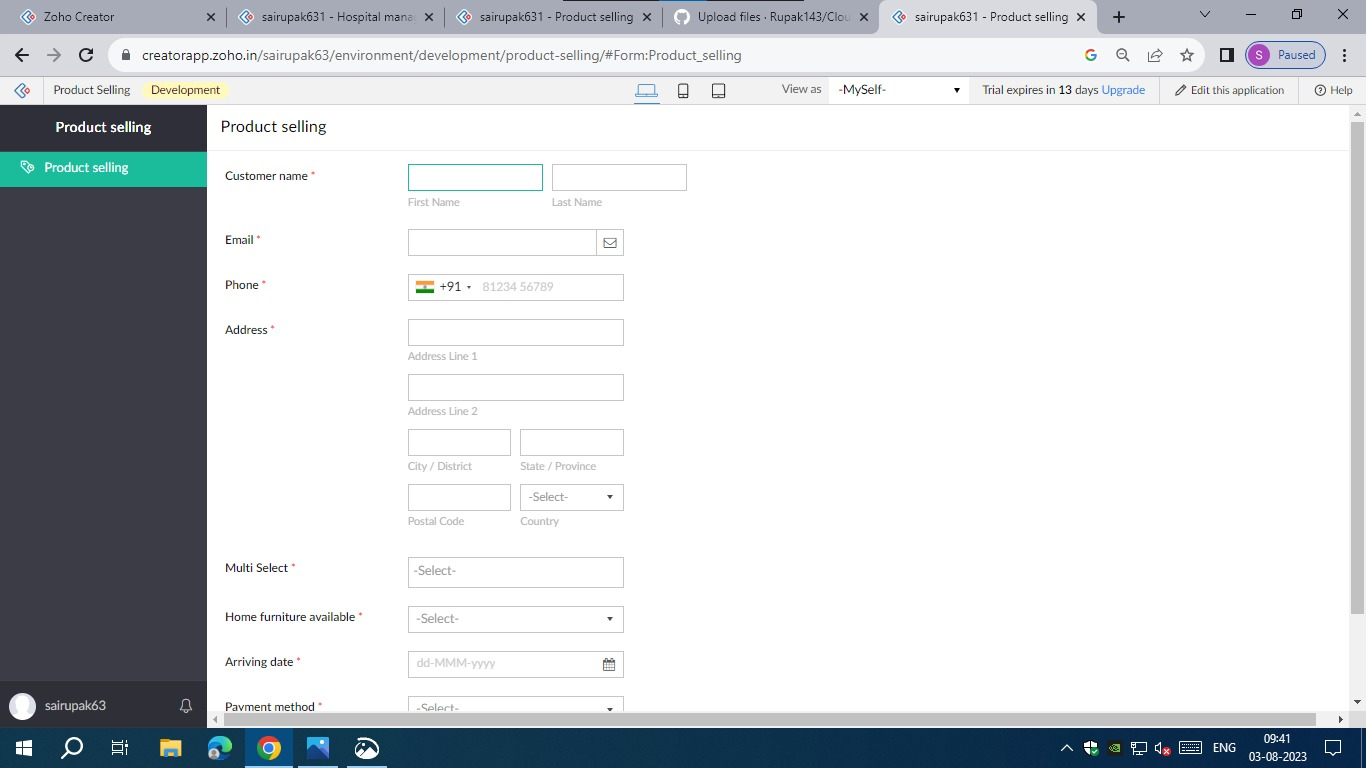 Zoho Creator
sairupak631 - Hospital mana
sairupak631 - Product selling
Upload files · Rupak143/Clou
sairupak631 - Product selling
creatorapp.zoho.in/sairupak63/environment/development/product-selling/#Form:Product_selling
S Paused
Product Selling Development View as -MySelf- Trial expires in 13 days Upgrade Edit this application Help
Product selling
Product selling
Product selling
Customer name *
First Name Last Name
Email *
Phone * +91 81234 56789
Address *
Address Line 1
Address Line 2
City / District State / Province
-Select-
Postal Code Country
Multi Select * -Select-
Home furniture available * -Select-
Arriving date * dd-MMM-yyyy
Payment method * -Select-
sairupak63
ENG
09:41
03-08-2023